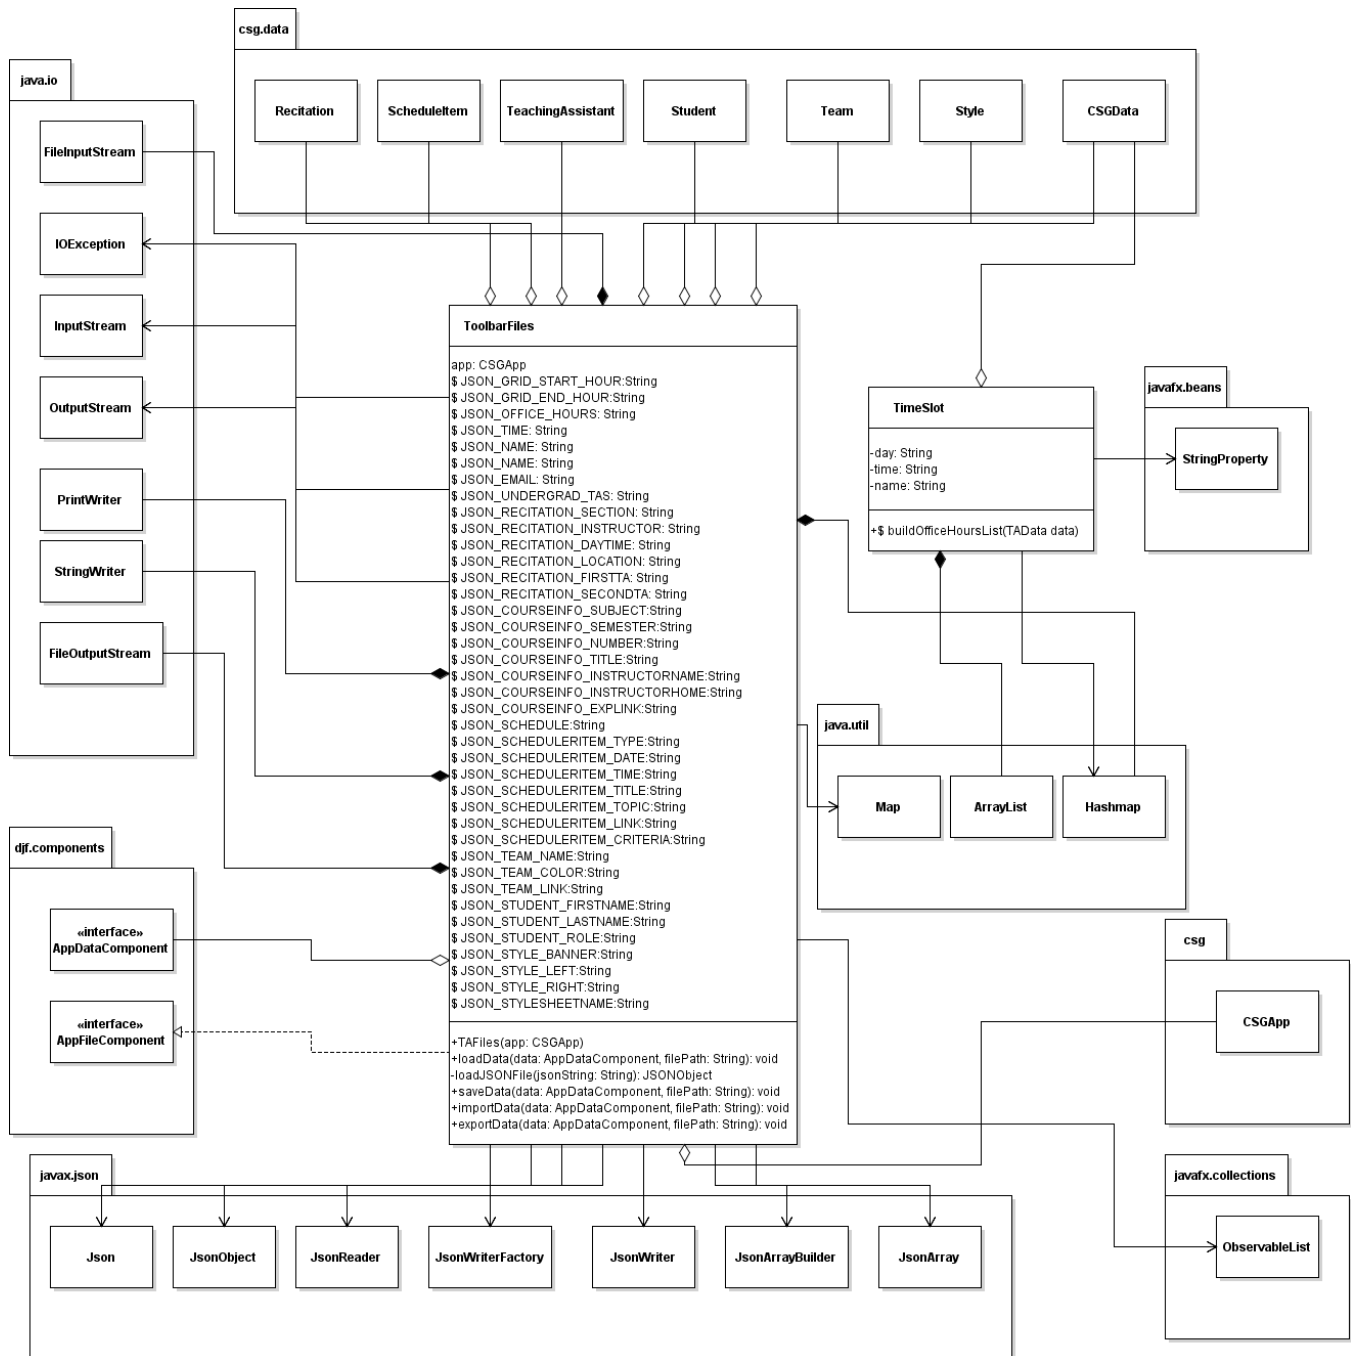 csg.data
Recitation
ScheduleItem
TeachingAssistant
Student
Team
Style
CSGData
java.io
FileInputStream
IOException
InputStream
OutputStream
PrintWriter
StringWriter
FileOutputStream
ToolbarFiles
app: CSGApp
$ JSON_GRID_START_HOUR:String
$ JSON_GRID_END_HOUR:String
$ JSON_OFFICE_HOURS: String
$ JSON_TIME: String
$ JSON_NAME: String
$ JSON_NAME: String
$ JSON_EMAIL: String
$ JSON_UNDERGRAD_TAS: String
$ JSON_RECITATION_SECTION: String
$ JSON_RECITATION_INSTRUCTOR: String
$ JSON_RECITATION_DAYTIME: String
$ JSON_RECITATION_LOCATION: String
$ JSON_RECITATION_FIRSTTA: String
$ JSON_RECITATION_SECONDTA: String
$ JSON_COURSEINFO_SUBJECT:String
$ JSON_COURSEINFO_SEMESTER:String
$ JSON_COURSEINFO_NUMBER:String
$ JSON_COURSEINFO_TITLE:String
$ JSON_COURSEINFO_INSTRUCTORNAME:String
$ JSON_COURSEINFO_INSTRUCTORHOME:String
$ JSON_COURSEINFO_EXPLINK:String
$ JSON_SCHEDULE:String
$ JSON_SCHEDULERITEM_TYPE:String
$ JSON_SCHEDULERITEM_DATE:String
$ JSON_SCHEDULERITEM_TIME:String
$ JSON_SCHEDULERITEM_TITLE:String
$ JSON_SCHEDULERITEM_TOPIC:String
$ JSON_SCHEDULERITEM_LINK:String
$ JSON_SCHEDULERITEM_CRITERIA:String
$ JSON_TEAM_NAME:String
$ JSON_TEAM_COLOR:String
$ JSON_TEAM_LINK:String
$ JSON_STUDENT_FIRSTNAME:String
$ JSON_STUDENT_LASTNAME:String
$ JSON_STUDENT_ROLE:String
$ JSON_STYLE_BANNER:String
$ JSON_STYLE_LEFT:String
$ JSON_STYLE_RIGHT:String
$ JSON_STYLESHEETNAME:String
+TAFiles(app: CSGApp)
+loadData(data: AppDataComponent, filePath: String): void
-loadJSONFile(jsonString: String): JSONObject
+saveData(data: AppDataComponent, filePath: String): void
+importData(data: AppDataComponent, filePath: String): void
+exportData(data: AppDataComponent, filePath: String): void
TimeSlot
-day: String
-time: String
-name: String
+$ buildOfficeHoursList(TAData data)
javafx.beans
StringProperty
java.util
Map
ArrayList
Hashmap
djf.components
«interface»
AppDataComponent
«interface»
AppFileComponent
csg
CSGApp
javafx.collections
ObservableList
javax.json
Json
JsonObject
JsonReader
JsonWriterFactory
JsonWriter
JsonArrayBuilder
JsonArray